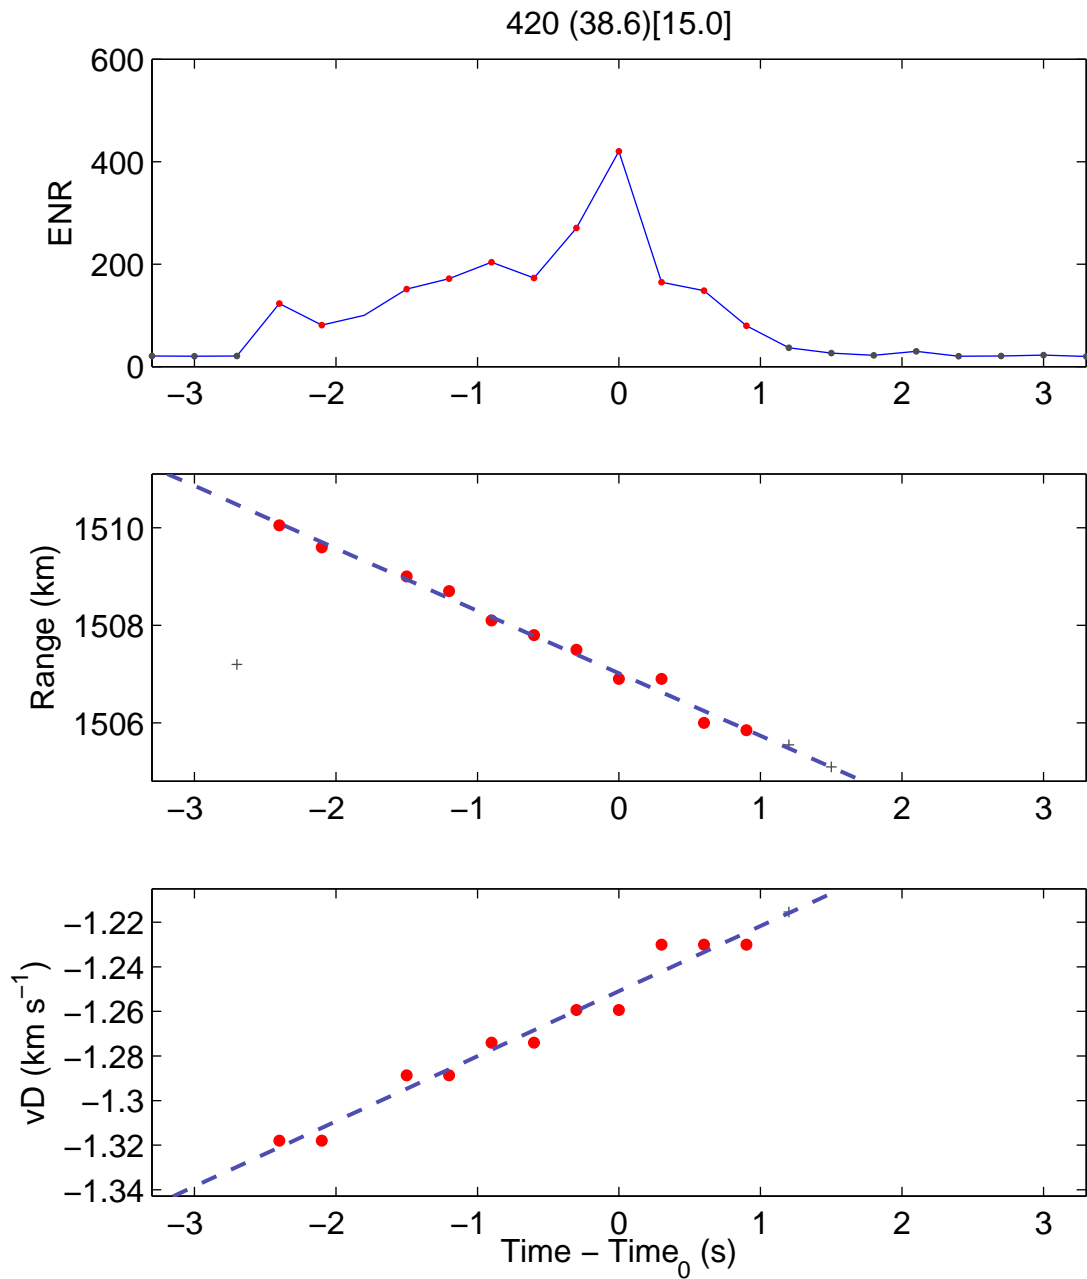 420 (38.6)[15.0]
600
400
200
0
ENR
−3 −2 −1 0 1 2 3
1510
1508
1506
Range (km)
−3 −2 −1 0 1 2 3
−1.22
−1.24
−1.26
−1.28
−1.3
−1.32
−1.34
vD (km s⁻¹)
−3 −2 −1 0 1 2 3
Time − Time₀ (s)